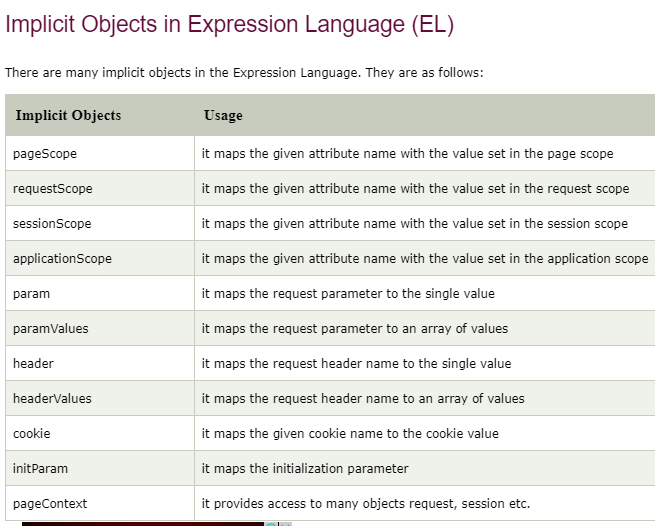 Implicit Objects in Expression Language (EL)
There are many implicit objects in the Expression Language. They are as follows:
Implicit Objects Usage
pageScope it maps the given attribute name with the value set in the page scope
requestScope it maps the given attribute name with the value set in the request scope
sessionScope it maps the given attribute name with the value set in the session scope
applicationScope it maps the given attribute name with the value set in the application scope
param it maps the request parameter to the single value
paramValues it maps the request parameter to an array of values
header it maps the request header name to the single value
headerValues it maps the request header name to an array of values
cookie it maps the given cookie name to the cookie value
initParam it maps the initialization parameter
pageContext it provides access to many objects request, session etc.